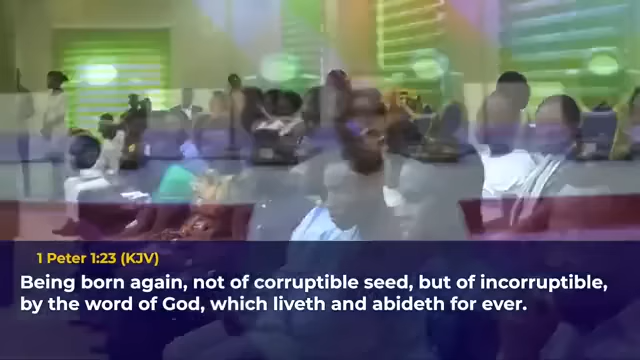 1 Peter 1:23 (KJV)
Being born again, not of corruptible seed, but of incorruptible,
by the word of God, which liveth and abideth for ever.